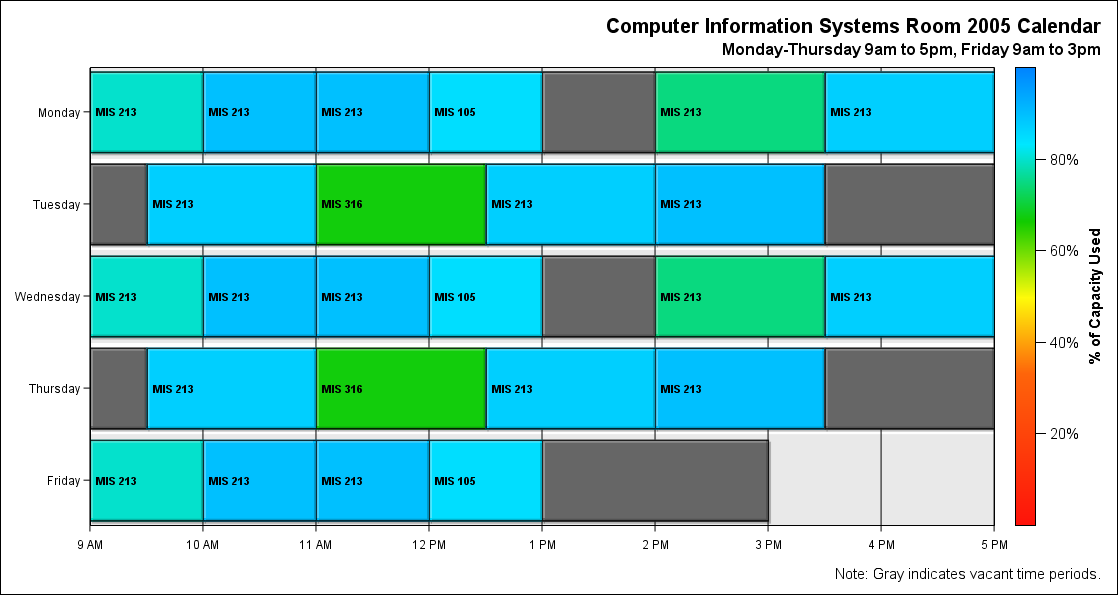 Computer Information Systems Room 2005 Calendar
Monday-Thursday 9am to 5pm, Friday 9am to 3pm
Monday
MIS 213 MIS 213 MIS 213 MIS 105 MIS 213 MIS 213
Tuesday
MIS 213 MIS 316 MIS 213 MIS 213
Wednesday
MIS 213 MIS 213 MIS 213 MIS 105 MIS 213 MIS 213
Thursday
MIS 213 MIS 316 MIS 213 MIS 213
Friday
MIS 213 MIS 213 MIS 213 MIS 105
9 AM 10 AM 11 AM 12 PM 1 PM 2 PM 3 PM 4 PM 5 PM
80%
60%
40%
20%
% of Capacity Used
Note: Gray indicates vacant time periods.